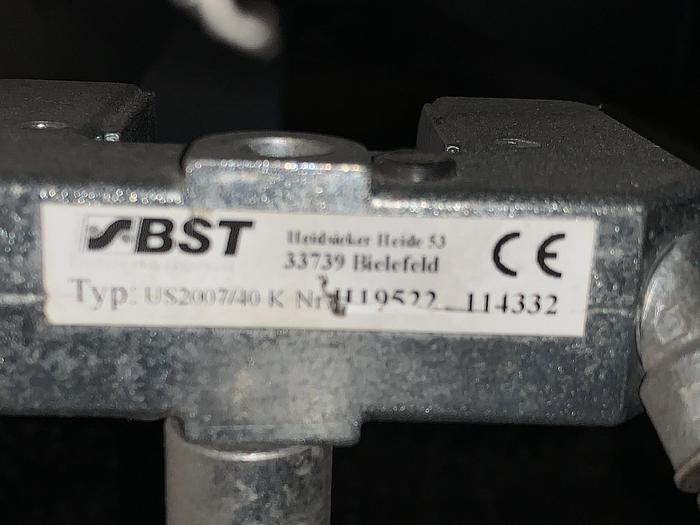 BST
Heidsieker Heide 53
33739 Bielefeld
CE
Typ: US2007/40 K Nr 119522 114332